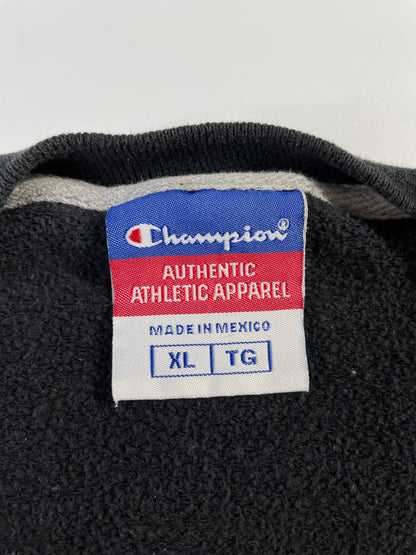 Champion®
AUTHENTIC
ATHLETIC APPAREL
MADE IN MEXICO
XL TG